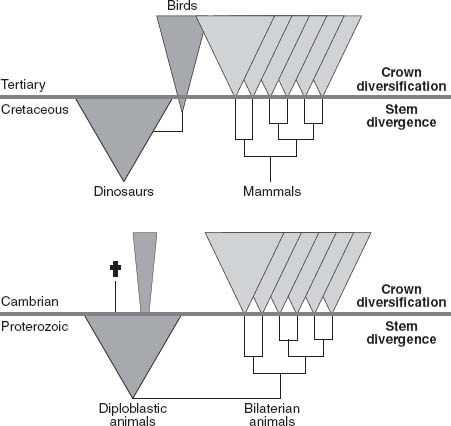 Birds
Tertiary
Crown
diversification
Cretaceous
Stem
divergence
Dinosaurs
Mammals
Cambrian
Crown
diversification
Proterozoic
Stem
divergence
Diploblastic
animals
Bilaterian
animals